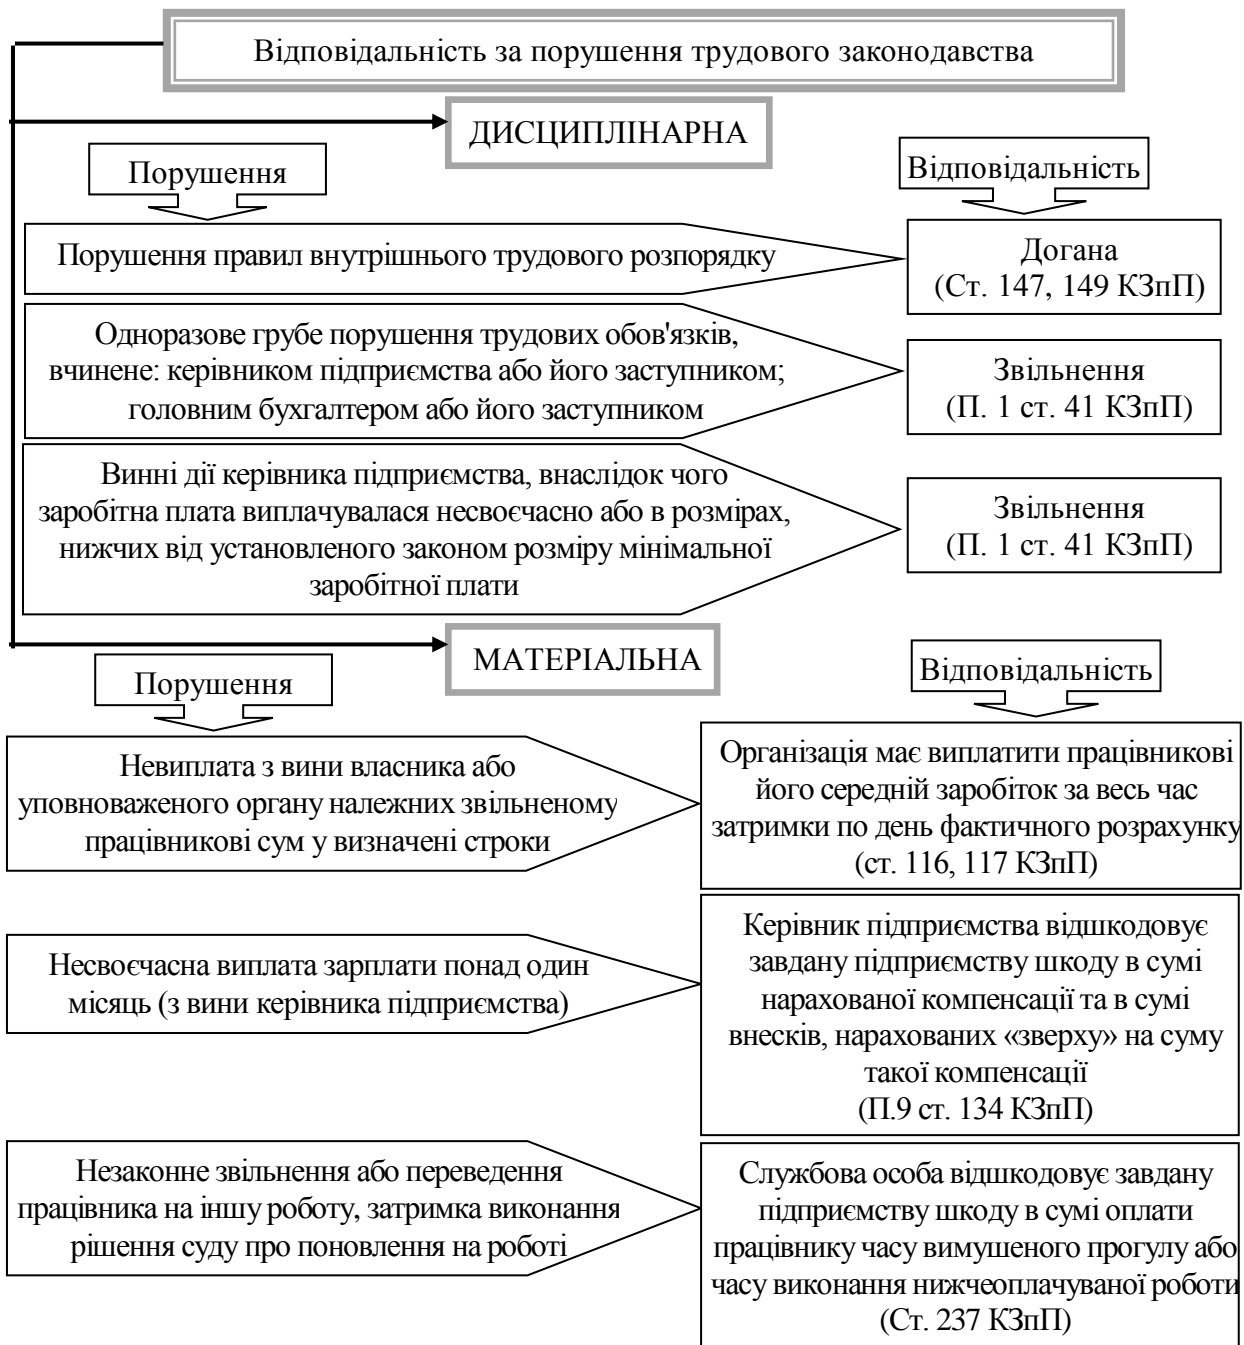 Відповідальність за порушення трудового законодавства
ДИСЦИПЛІНАРНА
Порушення
Відповідальність
Порушення правил внутрішнього трудового розпорядку
Догана
(Ст. 147, 149 КЗпП)
Одноразове грубе порушення трудових обов'язків,
вчинене: керівником підприємства або його заступником;
головним бухгалтером або його заступником
Звільнення
(П. 1 ст. 41 КЗпП)
Винні дії керівника підприємства, внаслідок чого
заробітна плата виплачувалася несвоєчасно або в розмірах,
нижчих від установленого законом розміру мінімальної
заробітної плати
Звільнення
(П. 1 ст. 41 КЗпП)
МАТЕРІАЛЬНА
Порушення
Відповідальність
Невиплата з вини власника або
уповноваженого органу належних звільненому
працівникові сум у визначені строки
Організація має виплатити працівникові
його середній заробіток за весь час
затримки по день фактичного розрахунку
(ст. 116, 117 КЗпП)
Несвоєчасна виплата зарплати понад один
місяць (з вини керівника підприємства)
Керівник підприємства відшкодовує
завдану підприємству шкоду в сумі
нарахованої компенсації та в сумі
внесків, нарахованих «зверху» на суму
такої компенсації
(П.9 ст. 134 КЗпП)
Незаконне звільнення або переведення
працівника на іншу роботу, затримка виконання
рішення суду про поновлення на роботі
Службова особа відшкодовує завдану
підприємству шкоду в сумі оплати
працівнику часу вимушеного прогулу або
часу виконання нижчеоплачуваної роботи
(Ст. 237 КЗпП)